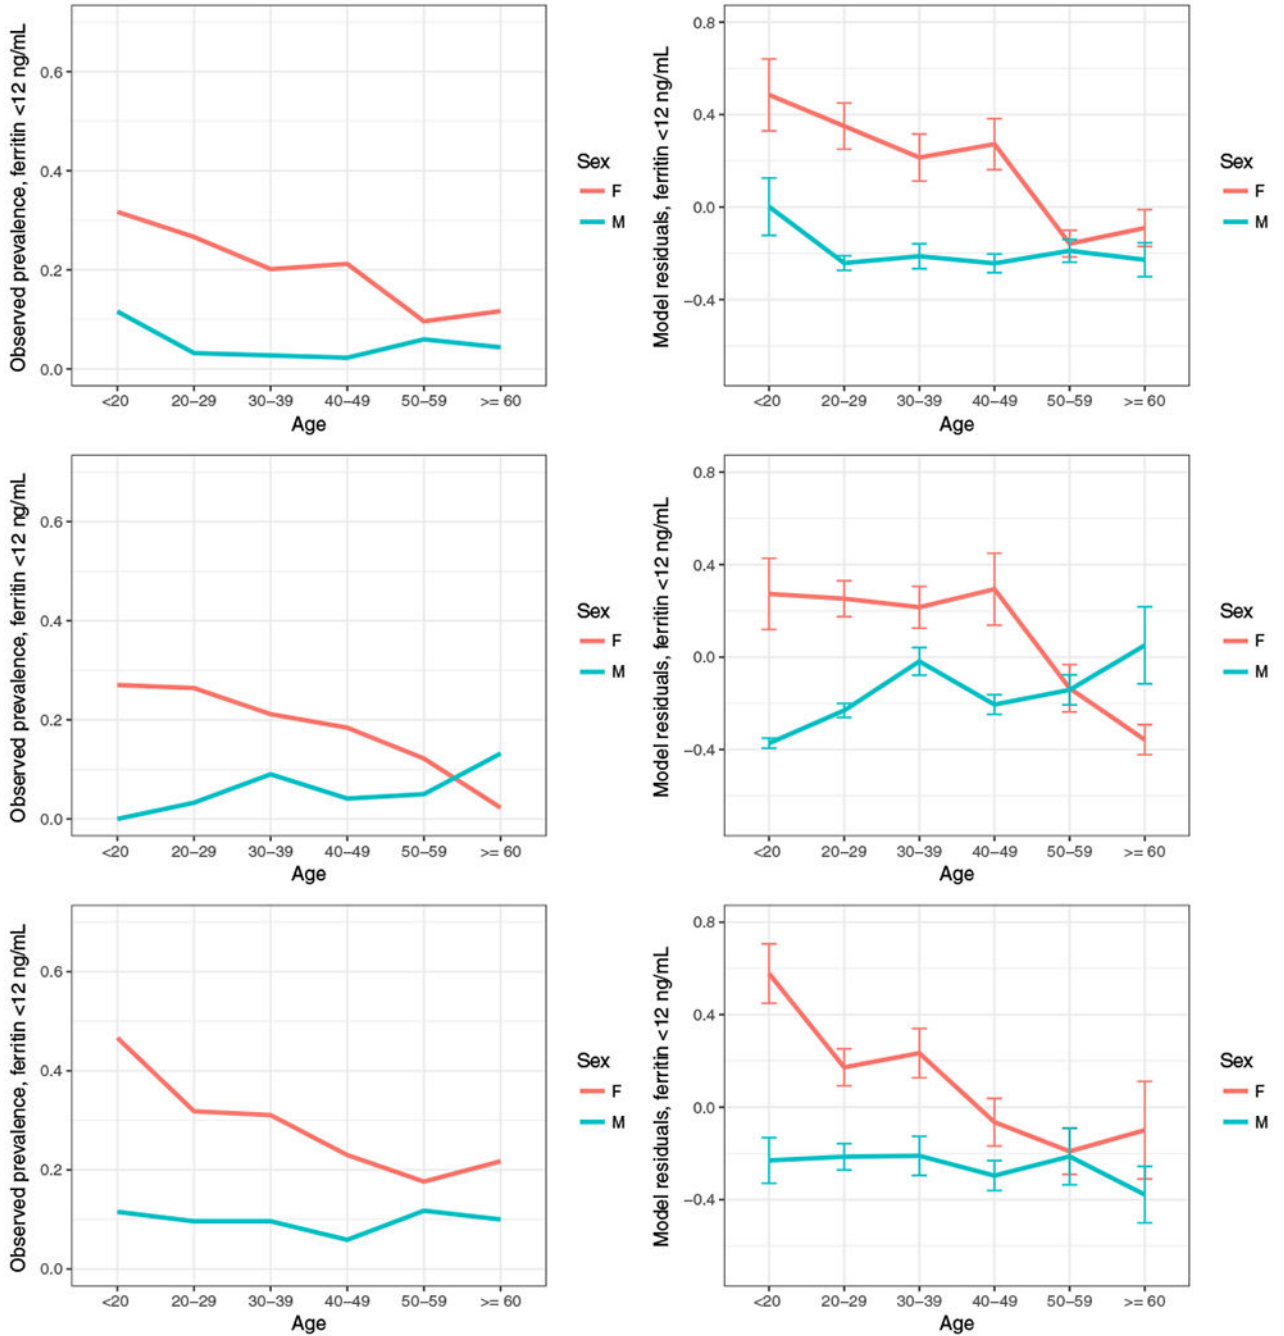 Observed prevalence, ferritin <12 ng/mL
0.6
0.4
0.2
0.0
<20 20–29 30–39 40–49 50–59 >= 60
Age
Sex
F
M
Model residuals, ferritin <12 ng/mL
0.8
0.4
0.0
−0.4
<20 20–29 30–39 40–49 50–59 >= 60
Age
Sex
F
M
Observed prevalence, ferritin <12 ng/mL
0.6
0.4
0.2
0.0
<20 20–29 30–39 40–49 50–59 >= 60
Age
Sex
F
M
Model residuals, ferritin <12 ng/mL
0.8
0.4
0.0
−0.4
<20 20–29 30–39 40–49 50–59 >= 60
Age
Sex
F
M
Observed prevalence, ferritin <12 ng/mL
0.6
0.4
0.2
0.0
<20 20–29 30–39 40–49 50–59 >= 60
Age
Sex
F
M
Model residuals, ferritin <12 ng/mL
0.8
0.4
0.0
−0.4
<20 20–29 30–39 40–49 50–59 >= 60
Age
Sex
F
M